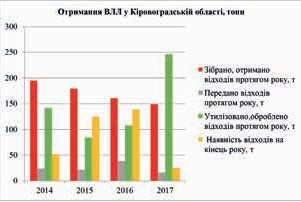 Отримання ВЛЛ у Кіровоградській області, тонн
300
250
200
150
100
50
0
2014 2015 2016 2017
Зібрано, отримано
відходів протягом року, т
Передано відходів
протягом року, т
Утилізовано,оброблено
відходів протягом року, т
Наявність відходів на
кінець року, т